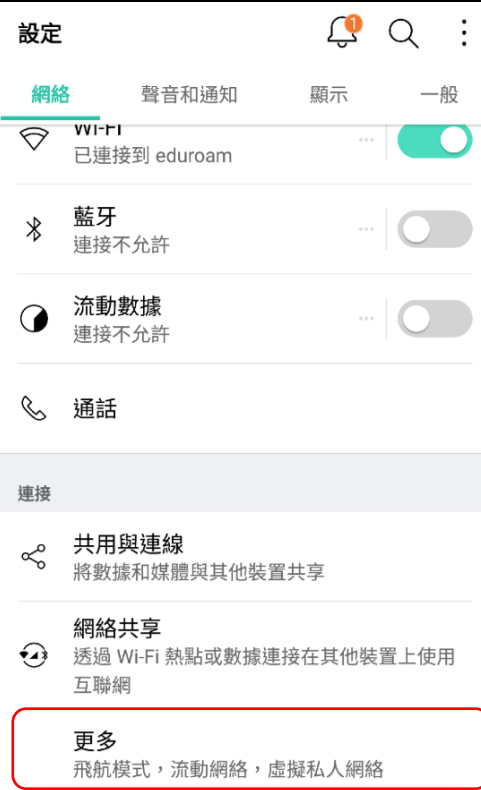 設定
1
網絡 聲音和通知 顯示 一般
Wi-Fi
已連接到 eduroam
藍牙
連接不允許
流動數據
連接不允許
通話
連接
共用與連線
將數據和媒體與其他裝置共享
網絡共享
透過 Wi-Fi 熱點或數據連接在其他裝置上使用
互聯網
更多
飛航模式，流動網絡，虛擬私人網絡